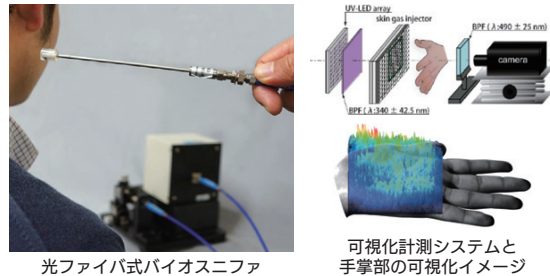 UV-LED array
skin gas injector
BPF ( λ:490 ± 25 nm)
camera
BPF ( λ:340 ± 42.5 nm)
光ファイバ式バイオスニファ
可視化計測システムと
手掌部の可視化イメージ